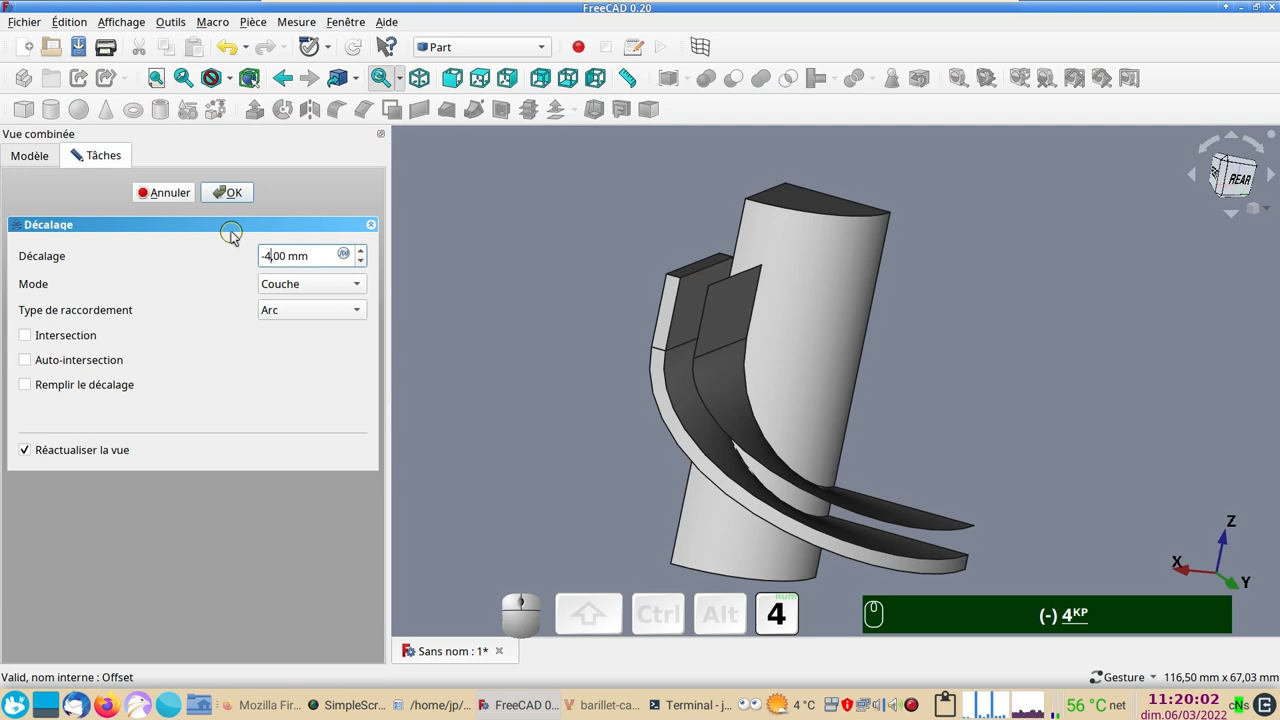 FreeCAD 0.20
Fichier Édition Affichage Outils Macro Pièce Mesure Fenêtre Aide
Part
Vue combinée
Modèle Tâches
Annuler OK
Décalage
Décalage -4,00 mm
Mode Couche
Type de raccordement Arc
Intersection
Auto-intersection
Remplir le décalage
Réactualiser la vue
REAR
Z
X
Y
Ctrl Alt num 4
(-) 4KP
Sans nom : 1*
Valid, nom interne : Offset Gesture 116,50 mm x 67,03 mm
Mozilla Fir... SimpleScr... /home/jp/... FreeCAD 0... barillet-ca... Terminal - j... 4 °C 56 °C net 11:20:02
dim.06/03/2022